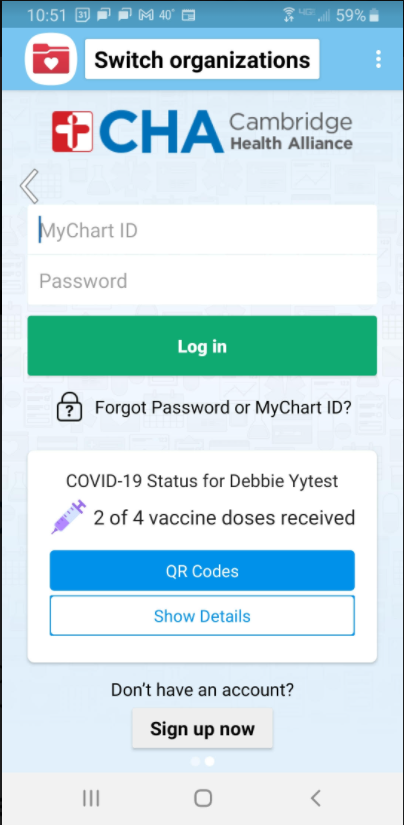 10:51 31 40° 59%
Switch organizations
CHA Cambridge
Health Alliance
MyChart ID
Password
Log in
Forgot Password or MyChart ID?
COVID-19 Status for Debbie Yytest
2 of 4 vaccine doses received
QR Codes
Show Details
Don't have an account?
Sign up now